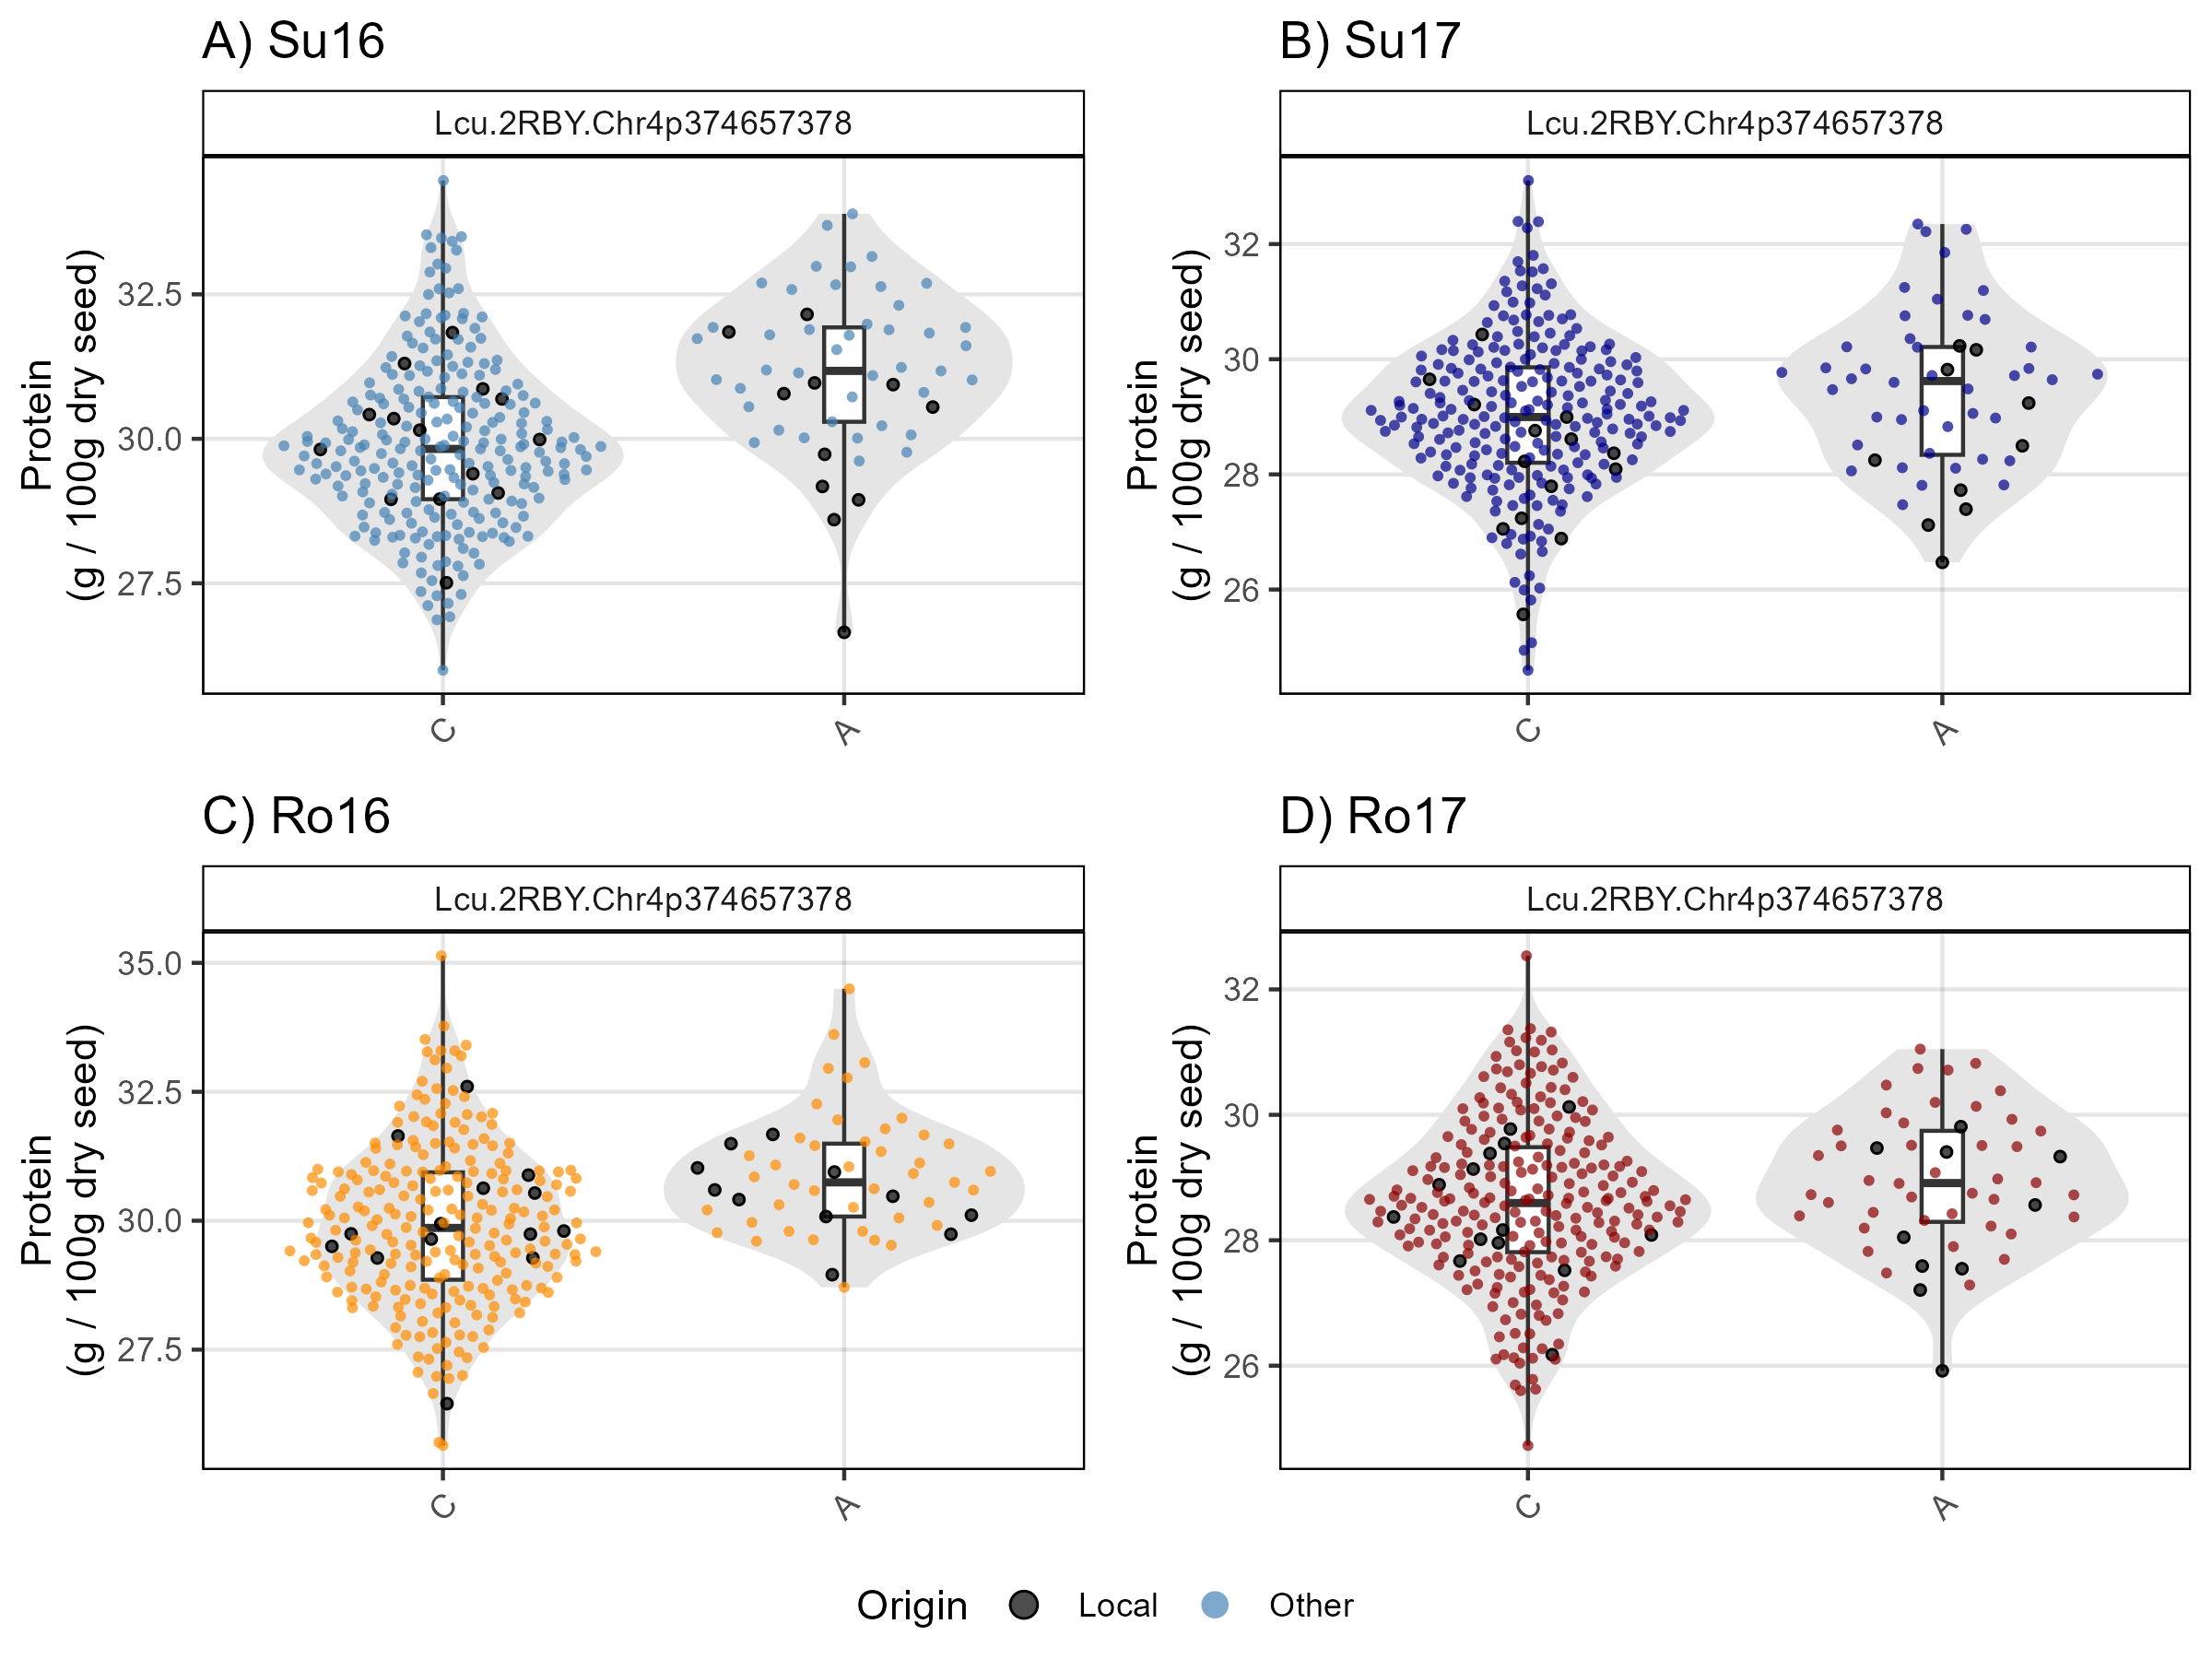 A) Su16
Lcu.2RBY.Chr4p374657378
Protein
(g / 100g dry seed)
32.5
30.0
27.5
C
A
B) Su17
Lcu.2RBY.Chr4p374657378
Protein
(g / 100g dry seed)
32
30
28
26
C
A
C) Ro16
Lcu.2RBY.Chr4p374657378
Protein
(g / 100g dry seed)
35.0
32.5
30.0
27.5
C
A
D) Ro17
Lcu.2RBY.Chr4p374657378
Protein
(g / 100g dry seed)
32
30
28
26
C
A
Origin Local Other